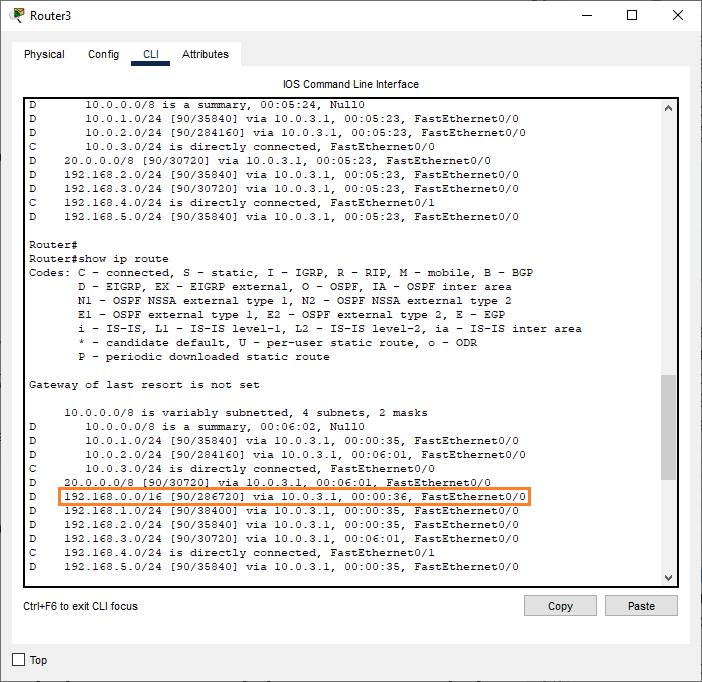 Router3
Physical Config CLI Attributes
IOS Command Line Interface
D 10.0.0.0/8 is a summary, 00:05:24, Null0
D 10.0.1.0/24 [90/35840] via 10.0.3.1, 00:05:23, FastEthernet0/0
D 10.0.2.0/24 [90/284160] via 10.0.3.1, 00:05:23, FastEthernet0/0
C 10.0.3.0/24 is directly connected, FastEthernet0/0
D 20.0.0.0/8 [90/30720] via 10.0.3.1, 00:05:23, FastEthernet0/0
D 192.168.2.0/24 [90/35840] via 10.0.3.1, 00:05:23, FastEthernet0/0
D 192.168.3.0/24 [90/30720] via 10.0.3.1, 00:05:23, FastEthernet0/0
C 192.168.4.0/24 is directly connected, FastEthernet0/1
D 192.168.5.0/24 [90/35840] via 10.0.3.1, 00:05:23, FastEthernet0/0
Router#
Router#show ip route
Codes: C - connected, S - static, I - IGRP, R - RIP, M - mobile, B - BGP
D - EIGRP, EX - EIGRP external, O - OSPF, IA - OSPF inter area
N1 - OSPF NSSA external type 1, N2 - OSPF NSSA external type 2
E1 - OSPF external type 1, E2 - OSPF external type 2, E - EGP
i - IS-IS, L1 - IS-IS level-1, L2 - IS-IS level-2, ia - IS-IS inter area
* - candidate default, U - per-user static route, o - ODR
P - periodic downloaded static route
Gateway of last resort is not set
10.0.0.0/8 is variably subnetted, 4 subnets, 2 masks
D 10.0.0.0/8 is a summary, 00:06:02, Null0
D 10.0.1.0/24 [90/35840] via 10.0.3.1, 00:00:35, FastEthernet0/0
D 10.0.2.0/24 [90/284160] via 10.0.3.1, 00:06:01, FastEthernet0/0
C 10.0.3.0/24 is directly connected, FastEthernet0/0
D 20.0.0.0/8 [90/30720] via 10.0.3.1, 00:06:01, FastEthernet0/0
D 192.168.0.0/16 [90/286720] via 10.0.3.1, 00:00:36, FastEthernet0/0
D 192.168.1.0/24 [90/38400] via 10.0.3.1, 00:00:35, FastEthernet0/0
D 192.168.2.0/24 [90/35840] via 10.0.3.1, 00:00:35, FastEthernet0/0
D 192.168.3.0/24 [90/30720] via 10.0.3.1, 00:06:01, FastEthernet0/0
C 192.168.4.0/24 is directly connected, FastEthernet0/1
D 192.168.5.0/24 [90/35840] via 10.0.3.1, 00:00:35, FastEthernet0/0
Ctrl+F6 to exit CLI focus
Copy Paste
Top